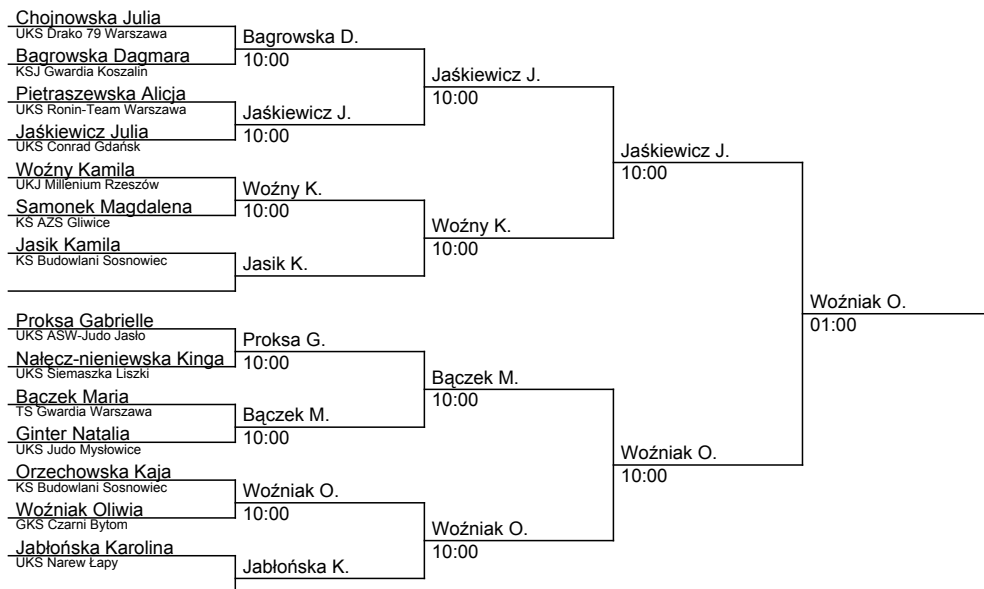 Chojnowska Julia
UKS Drako 79 Warszawa
Bagrowska D.
10:00
Bagrowska Dagmara
KSJ Gwardia Koszalin
Jaśkiewicz J.
10:00
Pietraszewska Alicja
UKS Ronin-Team Warszawa
Jaśkiewicz J.
10:00
Jaśkiewicz Julia
UKS Conrad Gdańsk
Jaśkiewicz J.
10:00
Woźny Kamila
UKJ Millenium Rzeszów
Woźny K.
10:00
Samonek Magdalena
KS AZS Gliwice
Woźny K.
10:00
Jasik Kamila
KS Budowlani Sosnowiec
Jasik K.
Woźniak O.
01:00
Proksa Gabrielle
UKS ASW-Judo Jasło
Proksa G.
10:00
Nałęcz-nieniewska Kinga
UKS Siemaszka Liszki
Bączek M.
10:00
Bączek Maria
TS Gwardia Warszawa
Bączek M.
10:00
Ginter Natalia
UKS Judo Mysłowice
Woźniak O.
10:00
Orzechowska Kaja
KS Budowlani Sosnowiec
Woźniak O.
10:00
Woźniak Oliwia
GKS Czarni Bytom
Woźniak O.
10:00
Jabłońska Karolina
UKS Narew Łapy
Jabłońska K.